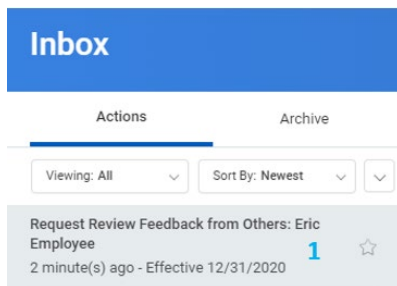 Inbox
Actions Archive
Viewing: All Sort By: Newest
Request Review Feedback from Others: Eric
Employee
1
2 minute(s) ago - Effective 12/31/2020